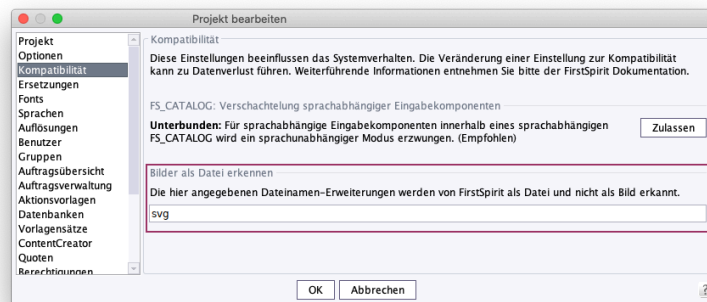 Projekt bearbeiten
Projekt
Optionen
Kompatibilität
Ersetzungen
Fonts
Sprachen
Auflösungen
Benutzer
Gruppen
Auftragsübersicht
Auftragsverwaltung
Aktionsvorlagen
Datenbanken
Vorlagensätze
ContentCreator
Quoten
Berechtigungen
Kompatibilität
Diese Einstellungen beeinflussen das Systemverhalten. Die Veränderung einer Einstellung zur Kompatibilität
kann zu Datenverlust führen. Weiterführende Informationen entnehmen Sie bitte der FirstSpirit Dokumentation.
FS_CATALOG: Verschachtelung sprachabhängiger Eingabekomponenten
Unterbunden: Für sprachabhängige Eingabekomponenten innerhalb eines sprachabhängigen
FS_CATALOG wird ein sprachunabhängiger Modus erzwungen. (Empfohlen)
Zulassen
Bilder als Datei erkennen
Die hier angegebenen Dateinamen-Erweiterungen werden von FirstSpirit als Datei und nicht als Bild erkannt.
svg
OK
Abbrechen
?